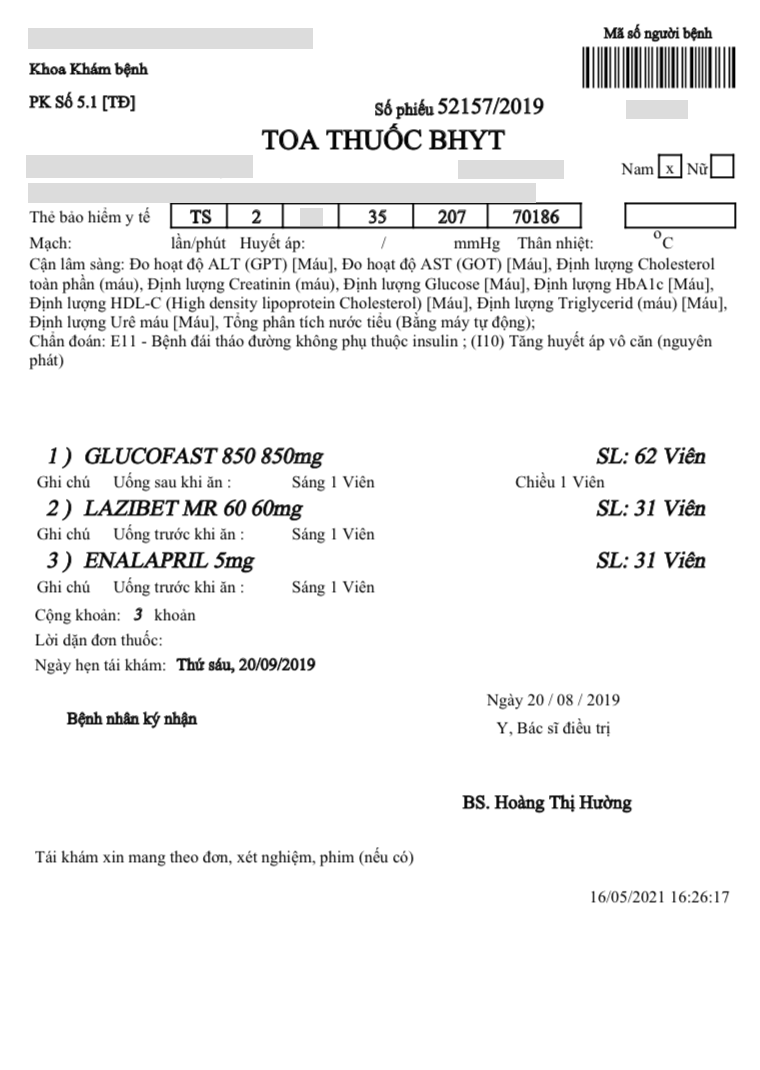 Mã số người bệnh
Khoa Khám bệnh
PK Số 5.1 [TĐ]
Số phiếu 52157/2019
TOA THUỐC BHYT
Nam x Nữ
Thẻ bảo hiểm y tế TS 2 35 207 70186
Mạch: lần/phút Huyết áp: / mmHg Thân nhiệt: °C
Cận lâm sàng: Đo hoạt độ ALT (GPT) [Máu], Đo hoạt độ AST (GOT) [Máu], Định lượng Cholesterol
toàn phần (máu), Định lượng Creatinin (máu), Định lượng Glucose [Máu], Định lượng HbA1c [Máu],
Định lượng HDL-C (High density lipoprotein Cholesterol) [Máu], Định lượng Triglycerid (máu) [Máu],
Định lượng Urê máu [Máu], Tổng phân tích nước tiểu (Bằng máy tự động);
Chẩn đoán: E11 - Bệnh đái tháo đường không phụ thuộc insulin ; (I10) Tăng huyết áp vô căn (nguyên
phát)
1 ) GLUCOFAST 850 850mg SL: 62 Viên
Ghi chú Uống sau khi ăn : Sáng 1 Viên Chiều 1 Viên
2 ) LAZIBET MR 60 60mg SL: 31 Viên
Ghi chú Uống trước khi ăn : Sáng 1 Viên
3 ) ENALAPRIL 5mg SL: 31 Viên
Ghi chú Uống trước khi ăn : Sáng 1 Viên
Cộng khoản: 3 khoản
Lời dặn đơn thuốc:
Ngày hẹn tái khám: Thứ sáu, 20/09/2019
Ngày 20 / 08 / 2019
Bệnh nhân ký nhận
Y, Bác sĩ điều trị
BS. Hoàng Thị Hường
Tái khám xin mang theo đơn, xét nghiệm, phim (nếu có)
16/05/2021 16:26:17